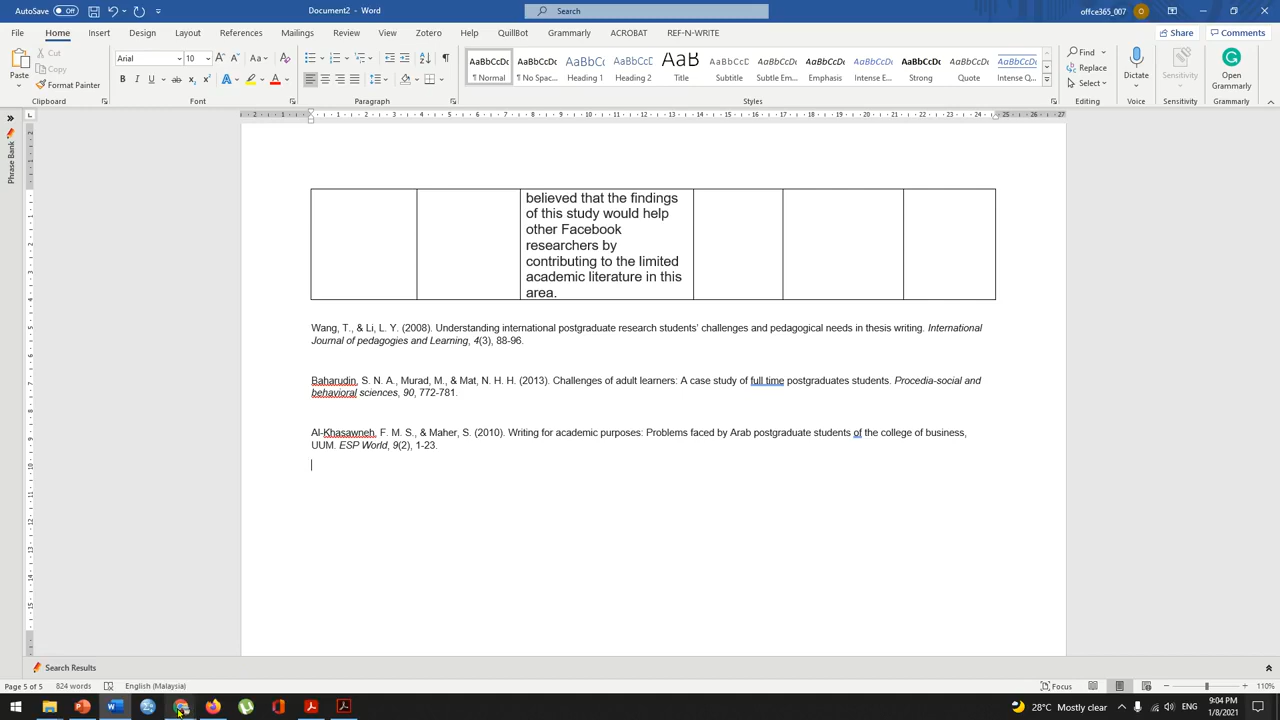 AutoSave Off
Document2 - Word
Search
offce365_007
File Home Insert Design Layout References Mailings Review View Zotero Help QuillBot Grammarly ACROBAT REF-N-WRITE
Share Comments
Paste
Cut
Copy
Format Painter
Clipboard
Arial 10
Font
Paragraph
AaBbCcDc AaBbCcDc AaBbCc AaBbCcD AaB AaBbCcD AaBbCcDc AaBbCcDc AaBbCcDc AaBbCcDc AaBbCcDc AaBbCcDc
¶ Normal ¶ No Spac... Heading 1 Heading 2 Title Subtitle Subtle Em... Emphasis Intense E... Strong Quote Intense Q...
Styles
Find
Replace
Select
Editing
Dictate
Voice
Sensitivity
Sensitivity
Open
Grammarly
Grammarly
Phrase Bank
believed that the findings
of this study would help
other Facebook
researchers by
contributing to the limited
academic literature in this
area.
Wang, T., & Li, L. Y. (2008). Understanding international postgraduate research students' challenges and pedagogical needs in thesis writing. International
Journal of pedagogies and Learning, 4(3), 88-96.
Baharudin, S. N. A., Murad, M., & Mat, N. H. H. (2013). Challenges of adult learners: A case study of full time postgraduates students. Procedia-social and
behavioral sciences, 90, 772-781.
Al-Khasawneh, F. M. S., & Maher, S. (2010). Writing for academic purposes: Problems faced by Arab postgraduate students of the college of business,
UUM. ESP World, 9(2), 1-23.
Search Results
Page 5 of 5 824 words English (Malaysia)
Focus
110%
28°C Mostly clear
9:04 PM
1/8/2021